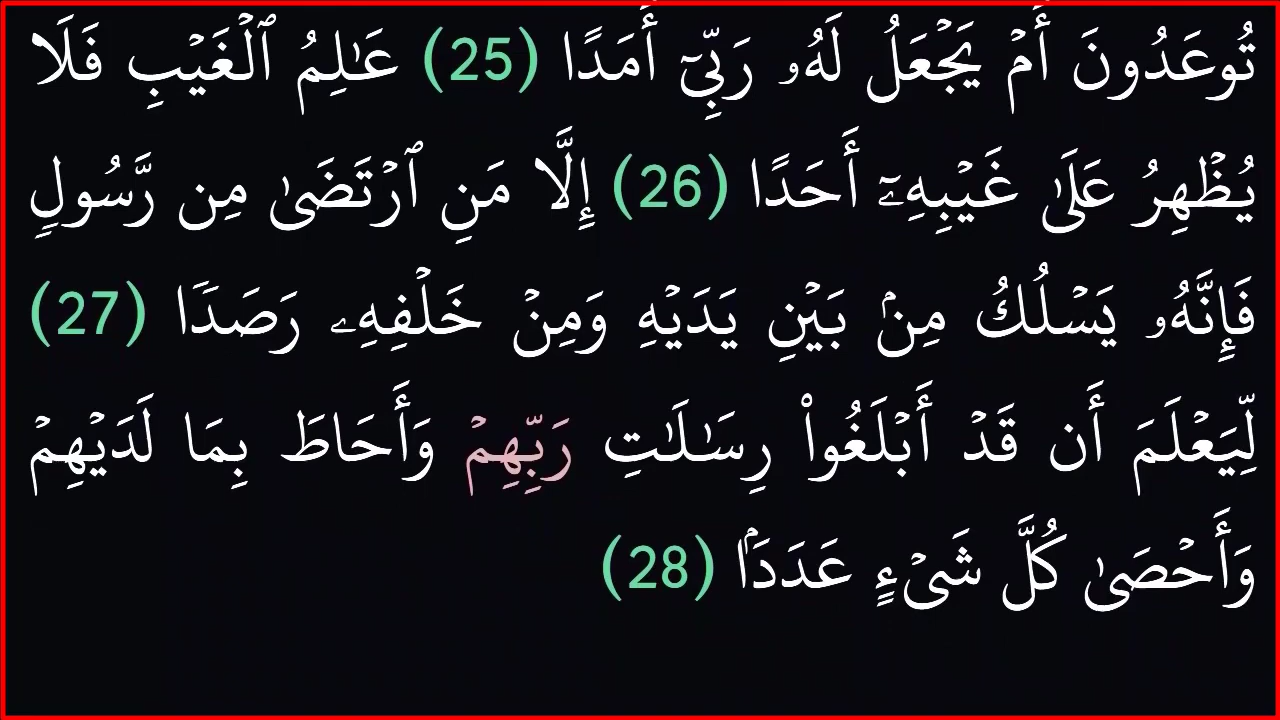 تُوعَدُونَ أَمۡ يَجۡعَلُ لَهُۥ رَبِّيٓ أَمَدًا (25) عَٰلِمُ ٱلۡغَيۡبِ فَلَا
يُظۡهِرُ عَلَىٰ غَيۡبِهِۦٓ أَحَدًا (26) إِلَّا مَنِ ٱرۡتَضَىٰ مِن رَّسُولٖ
فَإِنَّهُۥ يَسۡلُكُ مِنۢ بَيۡنِ يَدَيۡهِ وَمِنۡ خَلۡفِهِۦ رَصَدٗا (27)
لِّيَعۡلَمَ أَن قَدۡ أَبۡلَغُواْ رِسَٰلَٰتِ رَبِّهِمۡ وَأَحَاطَ بِمَا لَدَيۡهِمۡ
وَأَحۡصَىٰ كُلَّ شَيۡءٍ عَدَدَۢا (28)